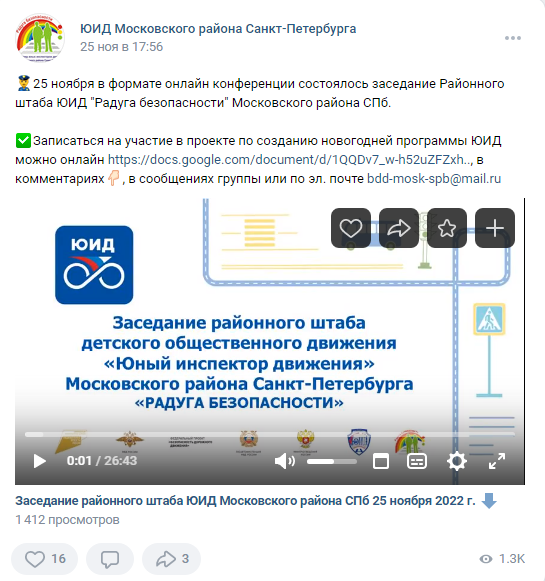 ЮИД Московского района Санкт-Петербурга
25 ноя в 17:56
25 ноября в формате онлайн конференции состоялось заседание Районного
штаба ЮИД "Радуга безопасности" Московского района СПб.
Записаться на участие в проекте по созданию новогодней программы ЮИД
можно онлайн https://docs.google.com/document/d/1QQDv7_w-h52uZFZxh.., в
комментариях, в сообщениях группы или по эл. почте bdd-mosk-spb@mail.ru
ЮИД
Заседание районного штаба
детского общественного движения
«Юный инспектор движения»
Московского района Санкт-Петербурга
«РАДУГА БЕЗОПАСНОСТИ»
0:01 / 26:43
Заседание районного штаба ЮИД Московского района СПб 25 ноября 2022 г.
1 412 просмотров
16
3
1.3K